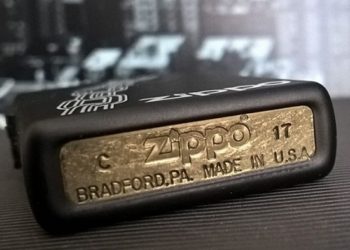 Zippo
C Zippo 17
BRADFORD,PA. MADE IN U.S.A